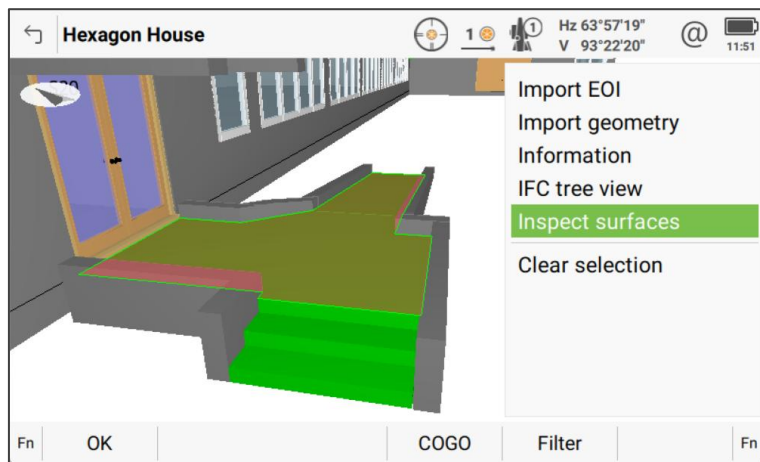 Hexagon House
1
1
Hz 63°57'19"
V 93°22'20"
@
11:51
Import EOI
Import geometry
Information
IFC tree view
Inspect surfaces
Clear selection
Fn
OK
COGO
Filter
Fn